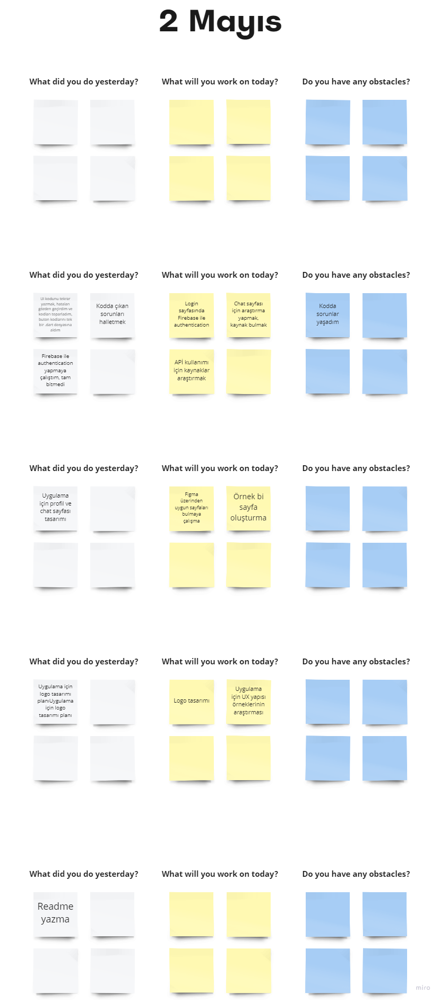 2 Mayıs
What did you do yesterday?
What will you work on today?
Do you have any obstacles?
What did you do yesterday?
What will you work on today?
Do you have any obstacles?
UI kodunu tekrar
yazmak, hataları
gözden geçirdim ve
kodları toparladım,
buton kodlarını tek
bir .dart dosyasına
aldım
Kodda çıkan
sorunları
halletmek
Login
sayfasında
Firebase ile
authentication
Chat sayfası
için araştırma
yapmak,
kaynak bulmak
Kodda
sorunlar
yaşadım
Firebase ile
authentication
yapmaya
çalıştım, tam
bitmedi
APİ kullanımı
için kaynaklar
araştırmak
What did you do yesterday?
What will you work on today?
Do you have any obstacles?
Uygulama
için profil ve
chat sayfası
tasarımı
Figma
üzerinden
uygun sayfaları
bulmaya
çalışma
Örnek bi
sayfa
oluşturma
What did you do yesterday?
What will you work on today?
Do you have any obstacles?
Uygulama için
logo tasarımı
planıUygulama
için logo
tasarımı planı
Logo tasarımı
Uygulama
için UX yapısı
örneklerinin
araştırması
What did you do yesterday?
What will you work on today?
Do you have any obstacles?
Readme
yazma
miro